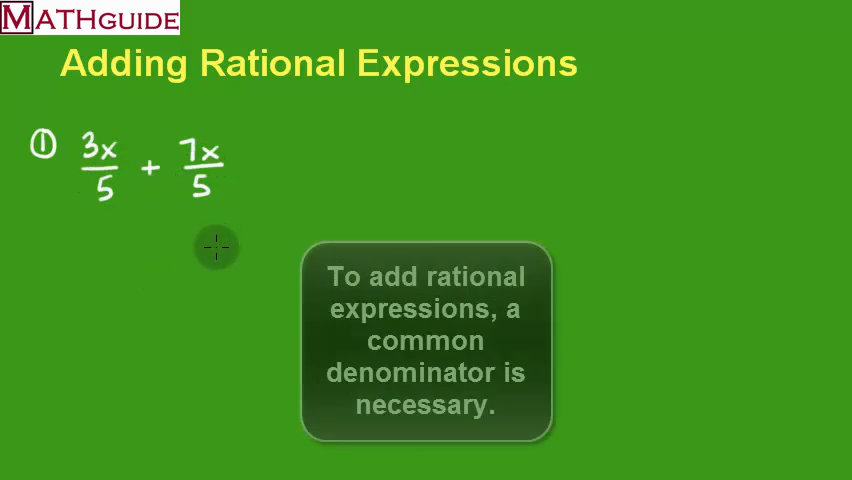 MATHGUIDE
Adding Rational Expressions
① 3x/5 + 7x/5
To add rational
expressions, a
common
denominator is
necessary.